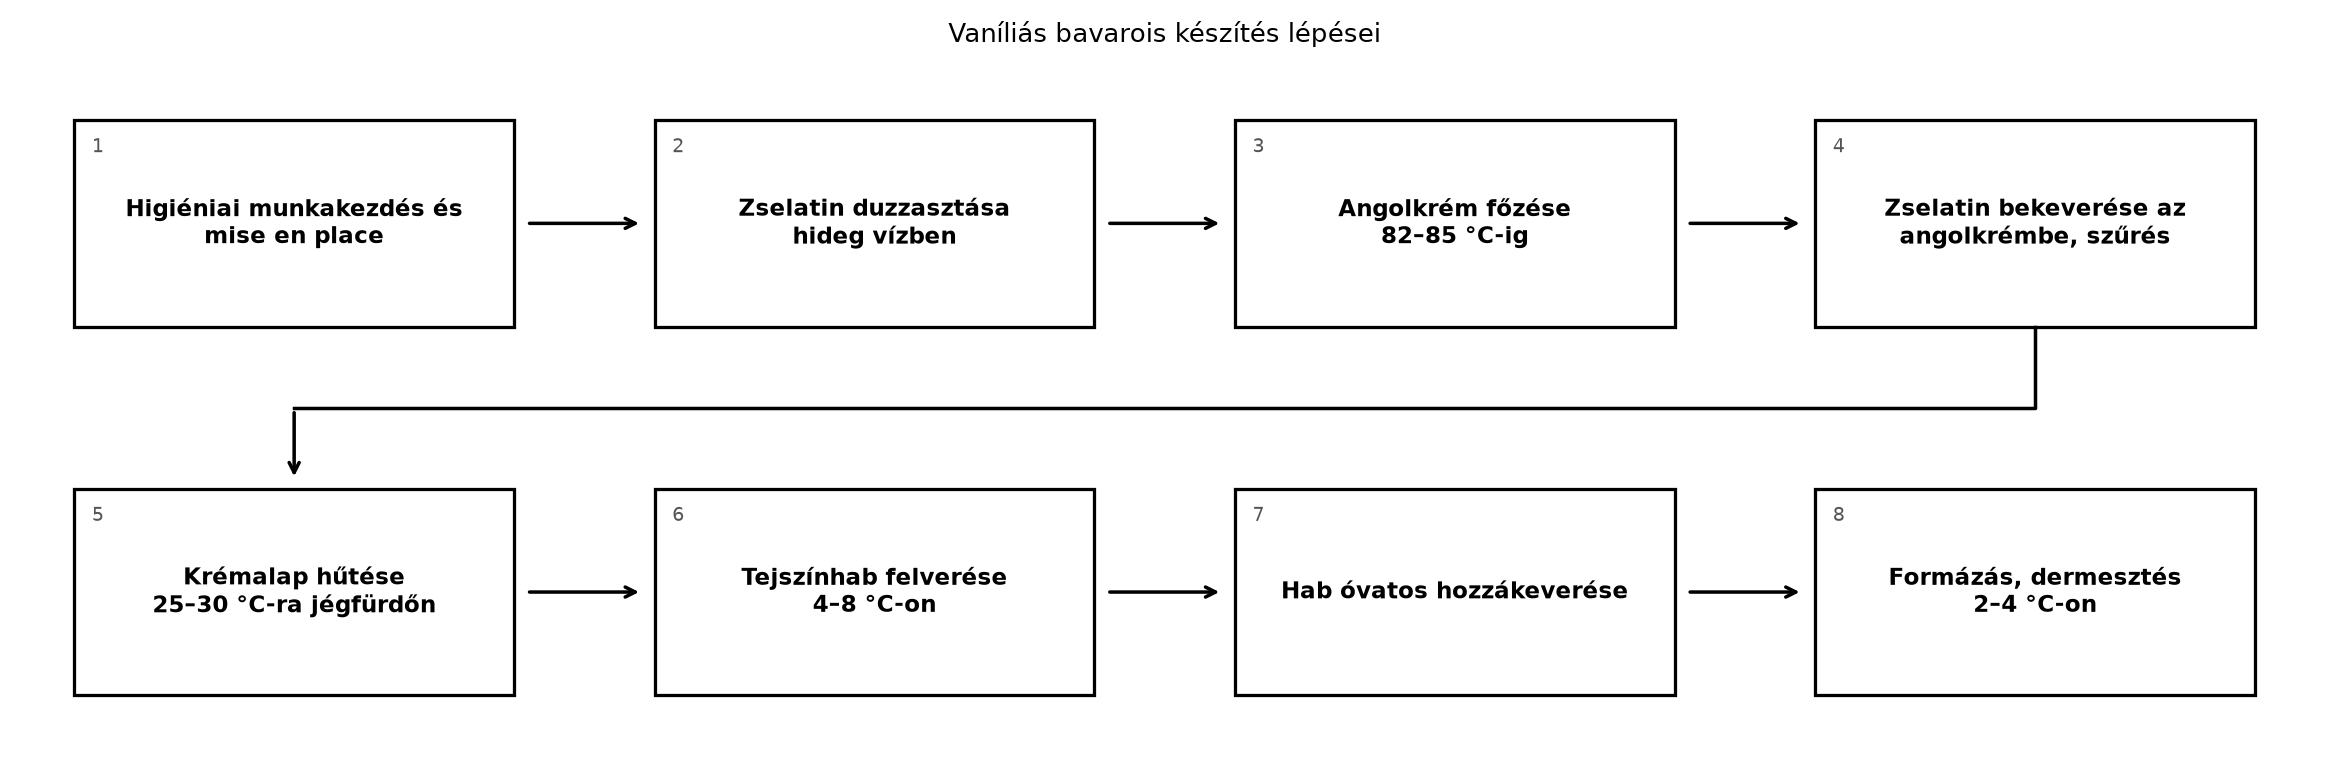 Vaníliás bavarois készítés lépései
1
Higiéniai munkakezdés és
mise en place
2
Zselatin duzzasztása
hideg vízben
3
Angolkrém főzése
82–85 °C-ig
4
Zselatin bekeverése az
angolkrémbe, szűrés
5
Krémalap hűtése
25–30 °C-ra jégfürdőn
6
Tejszínhab felverése
4–8 °C-on
7
Hab óvatos hozzákeverése
8
Formázás, dermesztés
2–4 °C-on